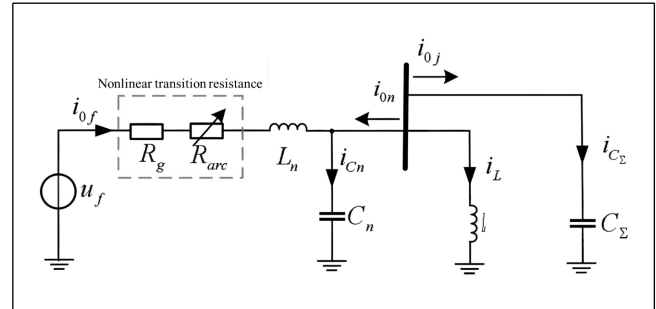 Nonlinear transition resistance
i0f
Rg
Rarc
Ln
i0n
i0j
iCn
Cn
iL
l
iCΣ
CΣ
uf